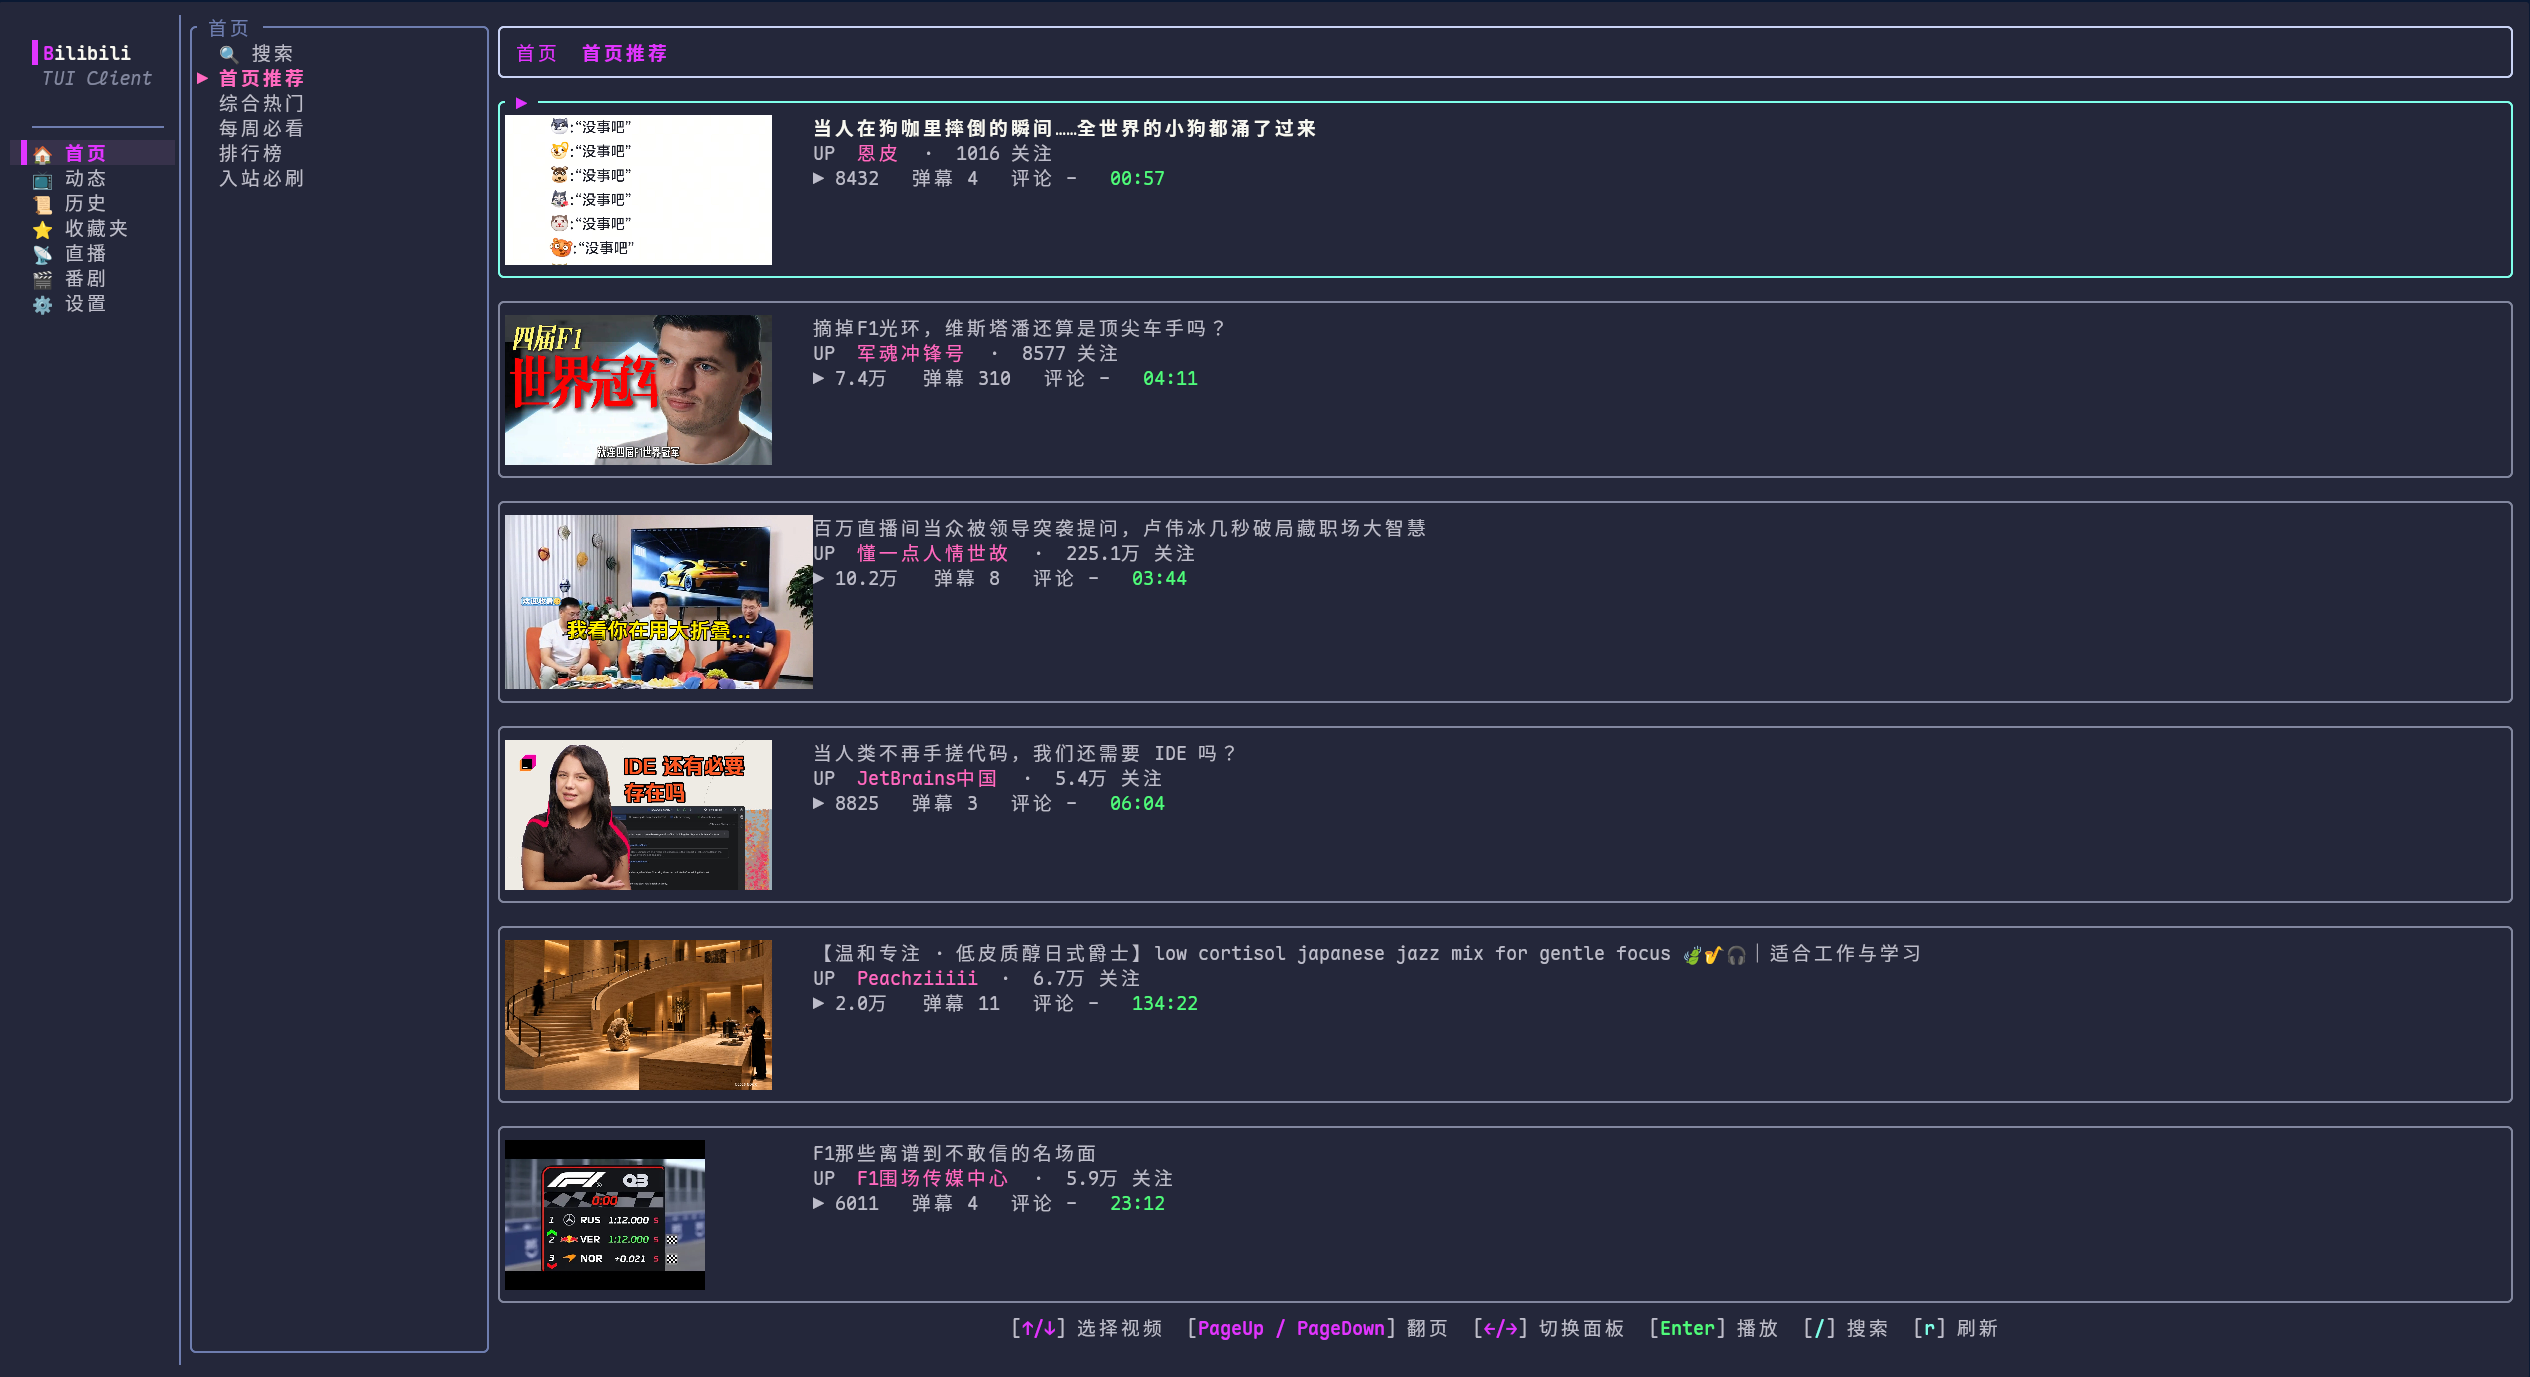 Bilibili
TUI Client
🏠 首页
📺 动态
📜 历史
⭐ 收藏夹
📡 直播
🎬 番剧
⚙️ 设置
首页
🔍 搜索
▶ 首页推荐
综合热门
每周必看
排行榜
入站必刷
首页 首页推荐
▶
:“没事吧”
:“没事吧”
:“没事吧”
:“没事吧”
:“没事吧”
:“没事吧”
当人在狗咖里摔倒的瞬间……全世界的小狗都涌了过来
UP 恩皮 · 1016 关注
▶ 8432 弹幕 4 评论 - 00:57
四届F1
世界冠军
就连四届F1世界冠军
摘掉F1光环，维斯塔潘还算是顶尖车手吗？
UP 军魂冲锋号 · 8577 关注
▶ 7.4万 弹幕 310 评论 - 04:11
我看你在用大折叠...
百万直播间当众被领导突袭提问，卢伟冰几秒破局藏职场大智慧
UP 懂一点人情世故 · 225.1万 关注
▶ 10.2万 弹幕 8 评论 - 03:44
IDE 还有必要
存在吗
当人类不再手搓代码，我们还需要 IDE 吗？
UP JetBrains中国 · 5.4万 关注
▶ 8825 弹幕 3 评论 - 06:04
【温和专注 · 低皮质醇日式爵士】low cortisol japanese jazz mix for gentle focus 🍃🎷🎧｜适合工作与学习
UP Peachziiiii · 6.7万 关注
▶ 2.0万 弹幕 11 评论 - 134:22
F1 Q3
0:00
1 RUS 1:12.000 S
2 VER 1:12.000 S
3 NOR +0.021 S
F1那些离谱到不敢信的名场面
UP F1围场传媒中心 · 5.9万 关注
▶ 6011 弹幕 4 评论 - 23:12
[↑/↓] 选择视频 [PageUp / PageDown] 翻页 [←/→] 切换面板 [Enter] 播放 [/] 搜索 [r] 刷新